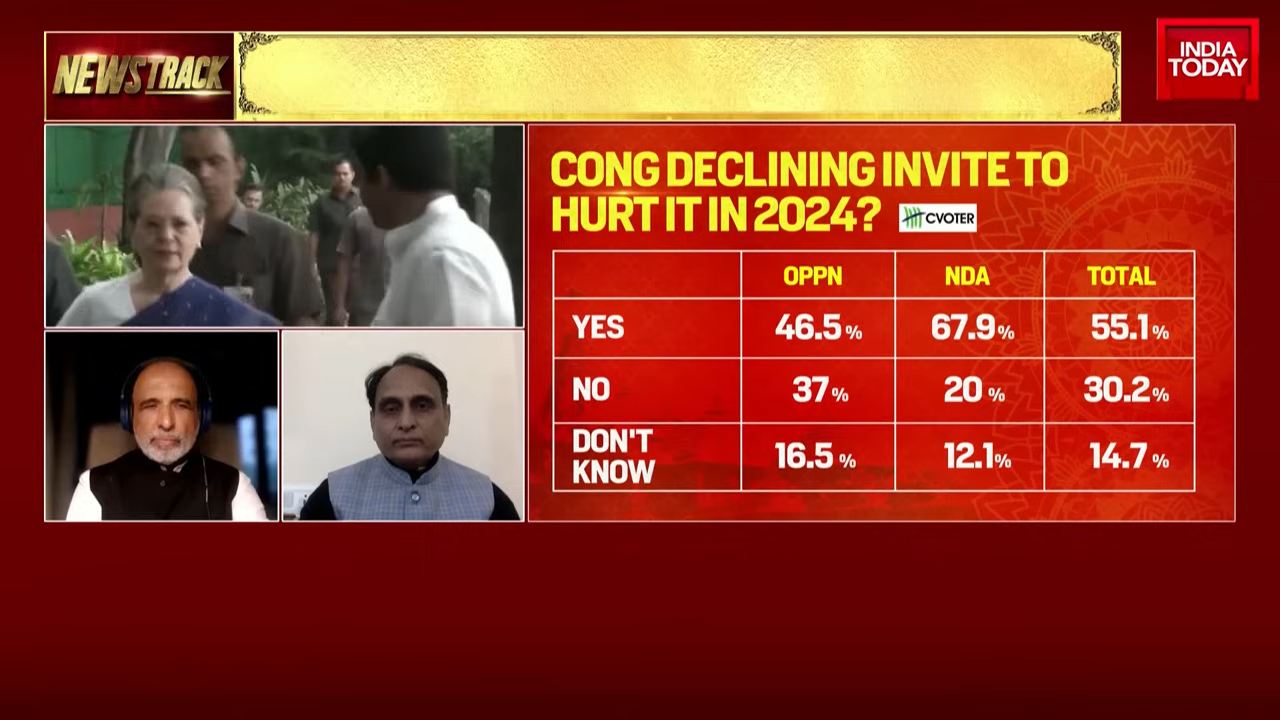 NEWSTRACK
INDIA
TODAY
CONG DECLINING INVITE TO
HURT IT IN 2024?
CVOTER
OPPN NDA TOTAL
YES 46.5% 67.9% 55.1%
NO 37% 20 % 30.2%
DON'T
KNOW 16.5 % 12.1% 14.7 %